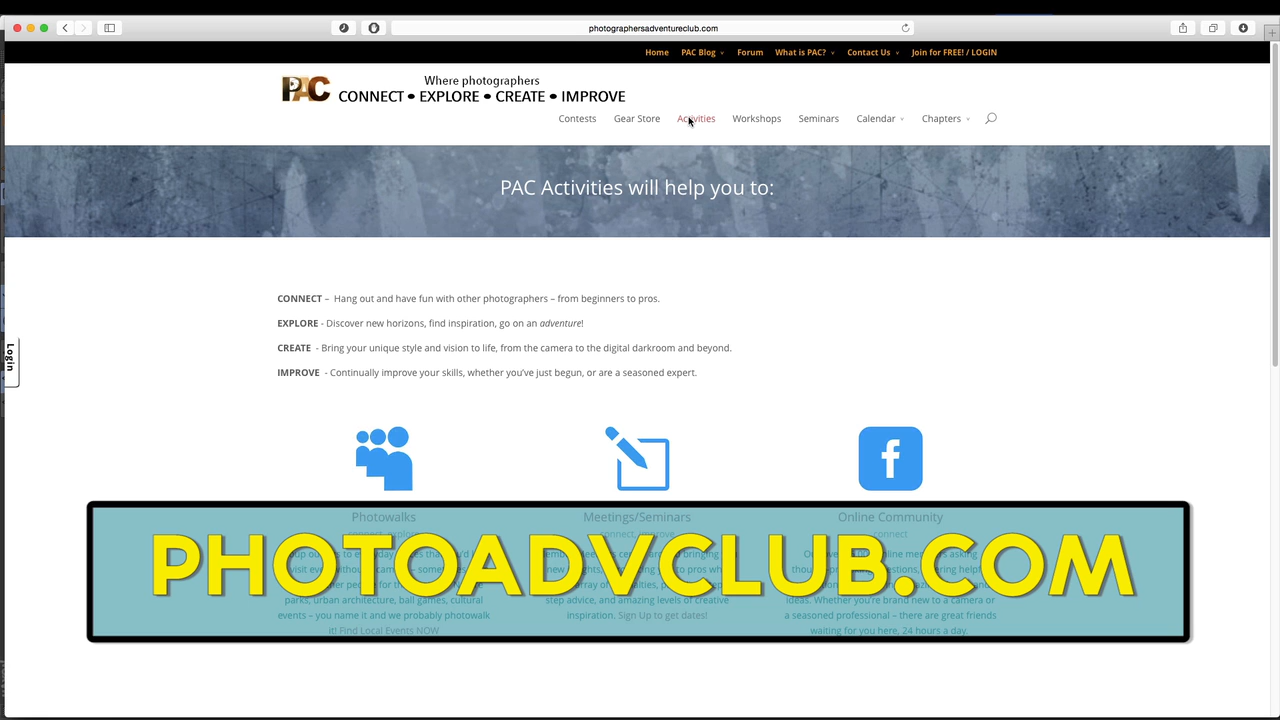 photographersadventureclub.com
Home PAC Blog Forum What is PAC? Contact Us Join for FREE! / LOGIN
PAC
Where photographers
CONNECT • EXPLORE • CREATE • IMPROVE
Contests Gear Store Activities Workshops Seminars Calendar Chapters
PAC Activities will help you to:
CONNECT – Hang out and have fun with other photographers – from beginners to pros.
EXPLORE - Discover new horizons, find inspiration, go on an adventure!
Login
CREATE - Bring your unique style and vision to life, from the camera to the digital darkroom and beyond.
IMPROVE - Continually improve your skills, whether you've just begun, or are a seasoned expert.
Photowalks Meetings/Seminars Online Community
PHOTOADVCLUB.COM
parks, urban architecture, ball games, cultural
events – you name it and we probably photowalk
it! Find Local Events NOW
step advice, and amazing levels of creative
inspiration. Sign Up to get dates!
ideas. Whether you're brand new to a camera or
a seasoned professional – there are great friends
waiting for you here, 24 hours a day.